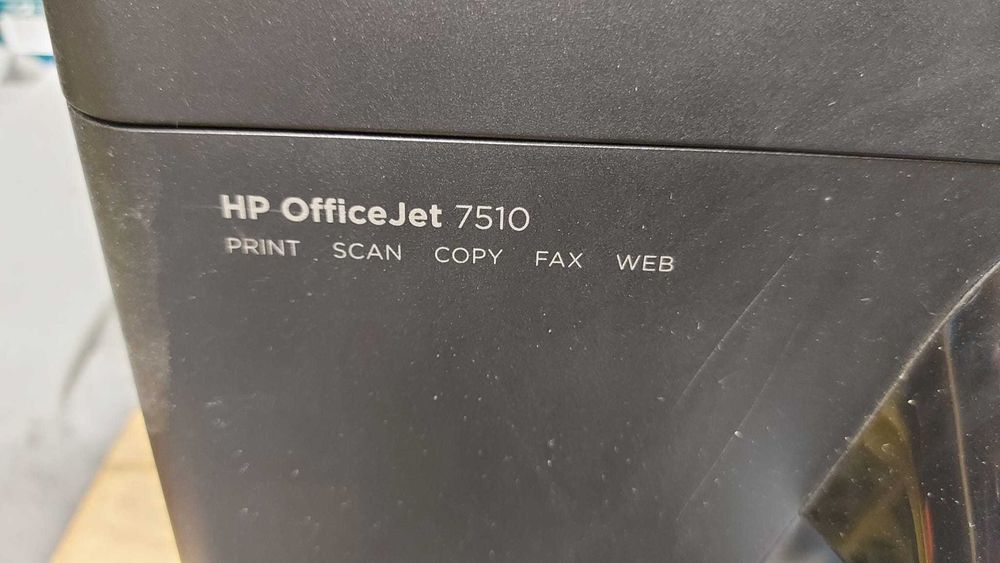 HP OfficeJet 7510
PRINT SCAN COPY FAX WEB